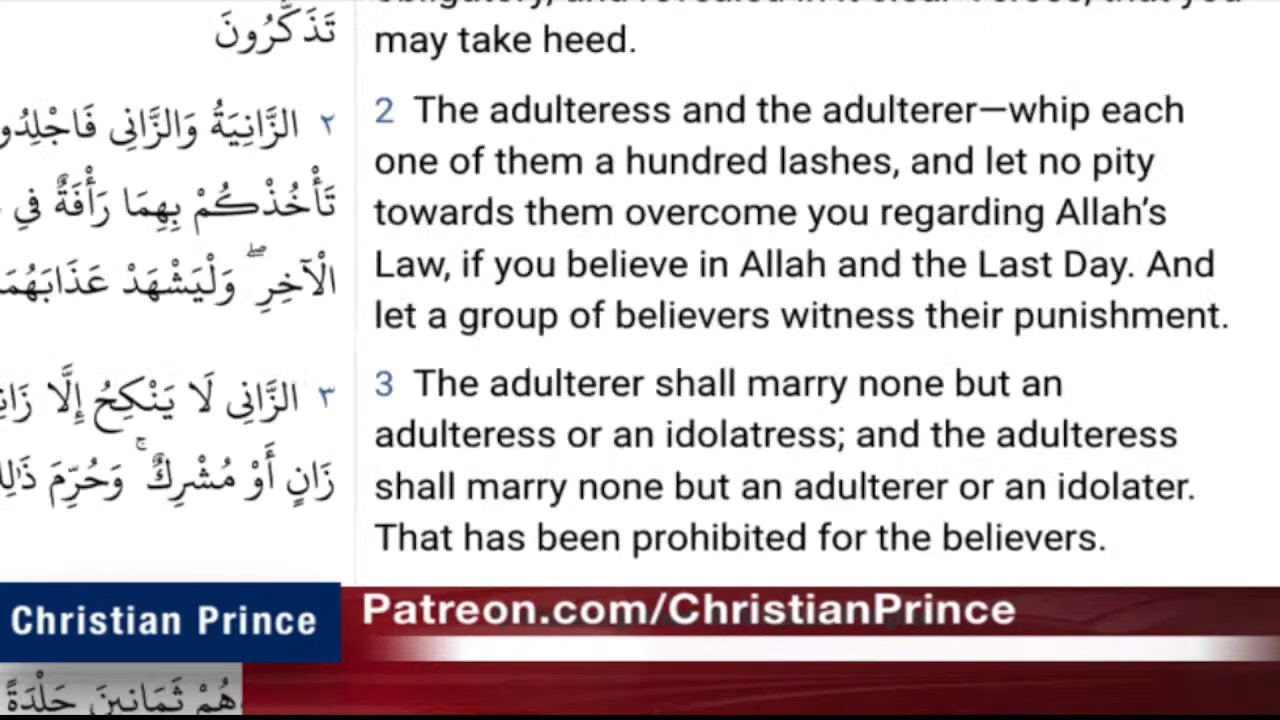 تَذَكَّرُونَ
may take heed.
٢ الزَّانِيَةُ وَالزَّانِي
تَأْخُذْكُمْ بِهِمَا رَأْفَةٌ فِي
الْآخِرِ ۖ وَلْيَشْهَدْ
2 The adulteress and the adulterer—whip each
one of them a hundred lashes, and let no pity
towards them overcome you regarding Allah's
Law, if you believe in Allah and the Last Day. And
let a group of believers witness their punishment.
٣ الزَّانِي لَا يَنْكِحُ إِلَّا
زَانٍ أَوْ مُشْرِكٌ ۚ وَحُرِّمَ
3 The adulterer shall marry none but an
adulteress or an idolatress; and the adulteress
shall marry none but an adulterer or an idolater.
That has been prohibited for the believers.
Christian Prince
Patreon.com/ChristianPrince
ثَمَانِينَ جَلْدَةً